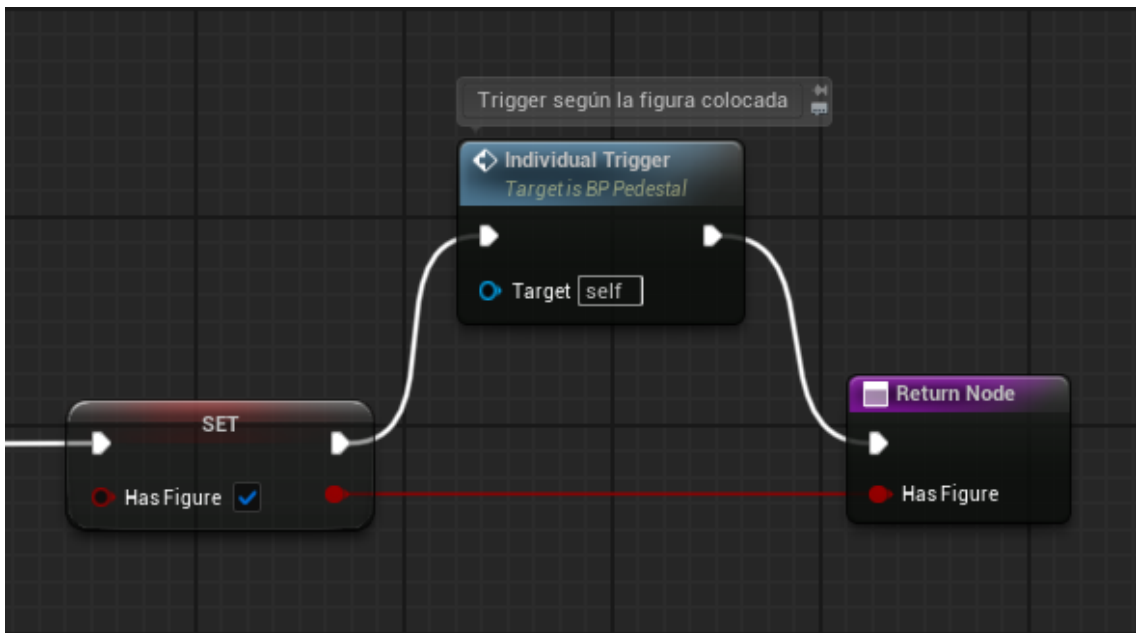 Trigger según la figura colocada
Individual Trigger
Target is BP Pedestal
Target self
SET
Has Figure
Return Node
Has Figure